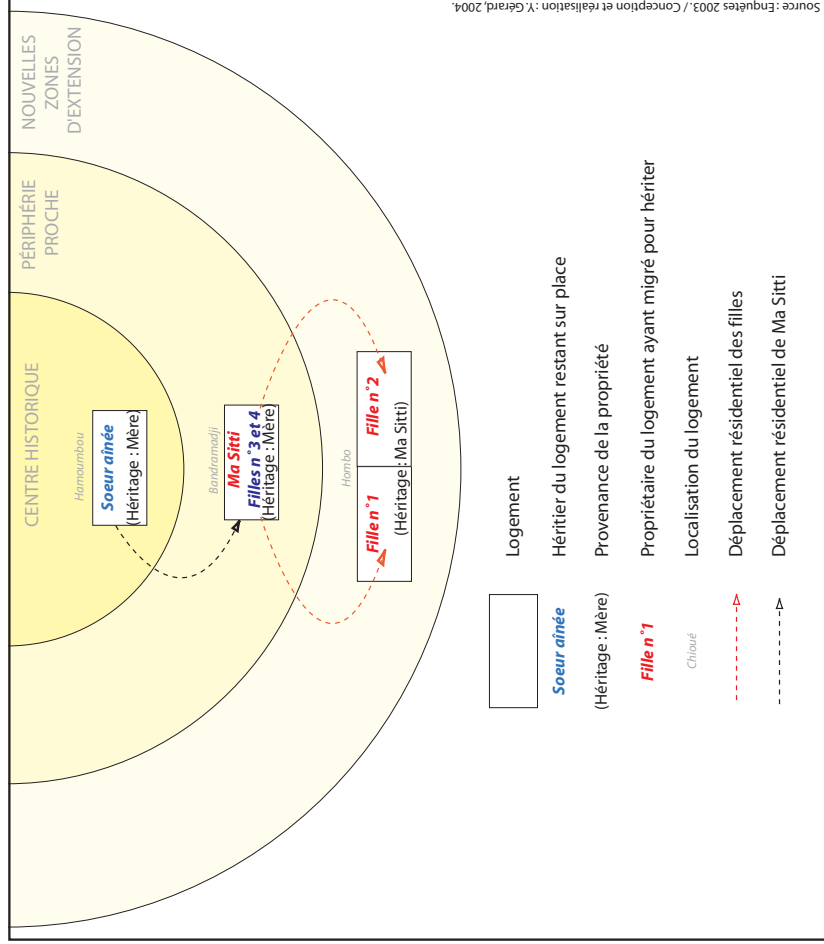 CENTRE HISTORIQUE
PÉRIPHÉRIE
PROCHE
NOUVELLES
ZONES
D'EXTENSION
Hamoumbou
Soeur aînée
(Héritage : Mère)
Bandramadji
Ma Sitti
Filles n°3 et 4
(Héritage : Mère)
Hombo
Fille n°1
Fille n°2
(Héritage : Ma Sitti)
Logement
Soeur aînée
Héritier du logement restant sur place
(Héritage : Mère)
Provenance de la propriété
Fille n°1
Propriétaire du logement ayant migré pour hériter
Chioué
Localisation du logement
Déplacement résidentiel des filles
Déplacement résidentiel de Ma Sitti
Source : Enquêtes 2003. / Conception et réalisation : Y. Gérard, 2004.